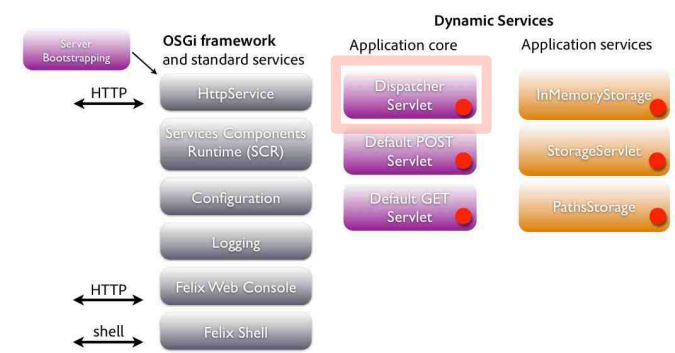 Dynamic Services
Server
Bootstrapping
OSGi framework
and standard services
Application core
Application services
HTTP
HttpService
Dispatcher
Servlet
InMemoryStorage
Services Components
Runtime (SCR)
Default POST
Servlet
StorageServlet
Configuration
Default GET
Servlet
PathsStorage
Logging
HTTP
Felix Web Console
shell
Felix Shell